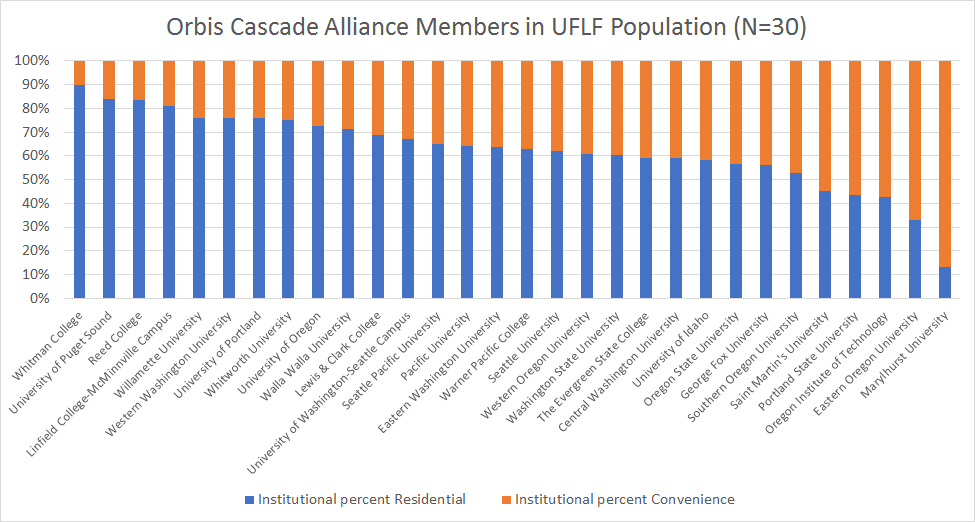 Orbis Cascade Alliance Members in UFLF Population (N=30)
100%
90%
80%
70%
60%
50%
40%
30%
20%
10%
0%
Whitman College
University of Puget Sound
Reed College
Linfield College-McMinnville Campus
Willamette University
Western Washington University
University of Portland
Whitworth University
University of Oregon
Walla Walla University
Lewis & Clark College
University of Washington-Seattle Campus
Seattle Pacific University
Pacific University
Eastern Washington University
Warner Pacific College
Seattle University
Western Oregon University
Washington State University
The Evergreen State College
Central Washington University
University of Idaho
Oregon State University
George Fox University
Southern Oregon University
Saint Martin's University
Portland State University
Oregon Institute of Technology
Eastern Oregon University
Marylhurst University
Institutional percent Residential
Institutional percent Convenience